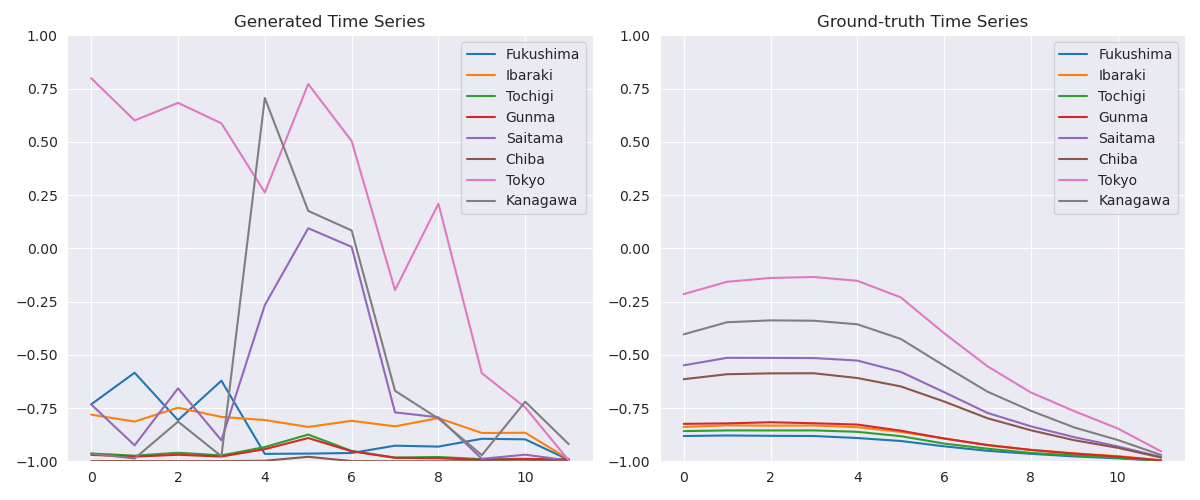 Generated Time Series
1.00
0.75
0.50
0.25
0.00
−0.25
−0.50
−0.75
−1.00
0 2 4 6 8 10
Fukushima
Ibaraki
Tochigi
Gunma
Saitama
Chiba
Tokyo
Kanagawa
Ground-truth Time Series
1.00
0.75
0.50
0.25
0.00
−0.25
−0.50
−0.75
−1.00
0 2 4 6 8 10
Fukushima
Ibaraki
Tochigi
Gunma
Saitama
Chiba
Tokyo
Kanagawa